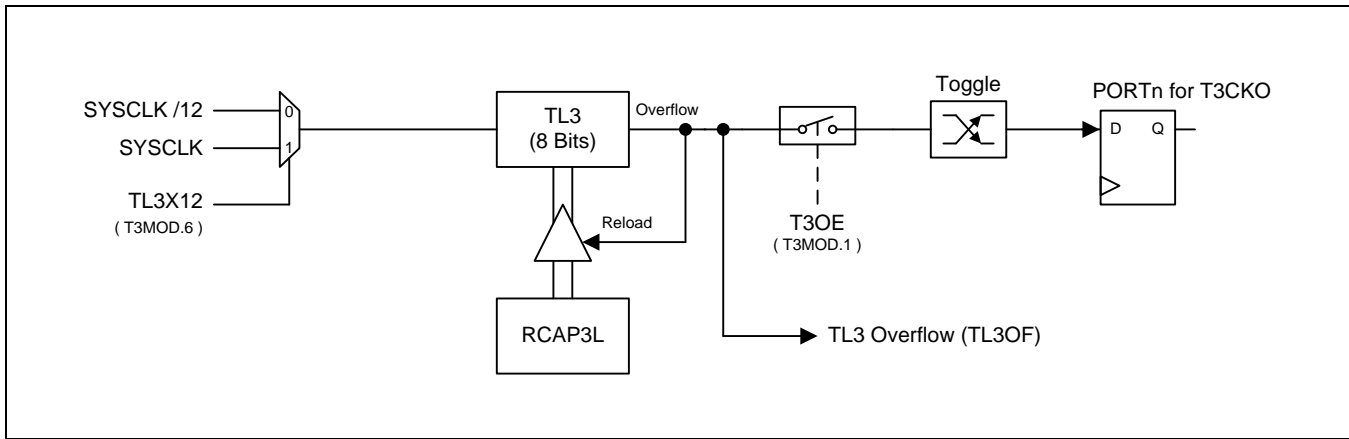 SYSCLK /12
0
SYSCLK
1
TL3X12
( T3MOD.6 )
TL3
(8 Bits)
Overflow
Reload
RCAP3L
T3OE
( T3MOD.1 )
TL3 Overflow (TL3OF)
Toggle
PORTn for T3CKO
D Q